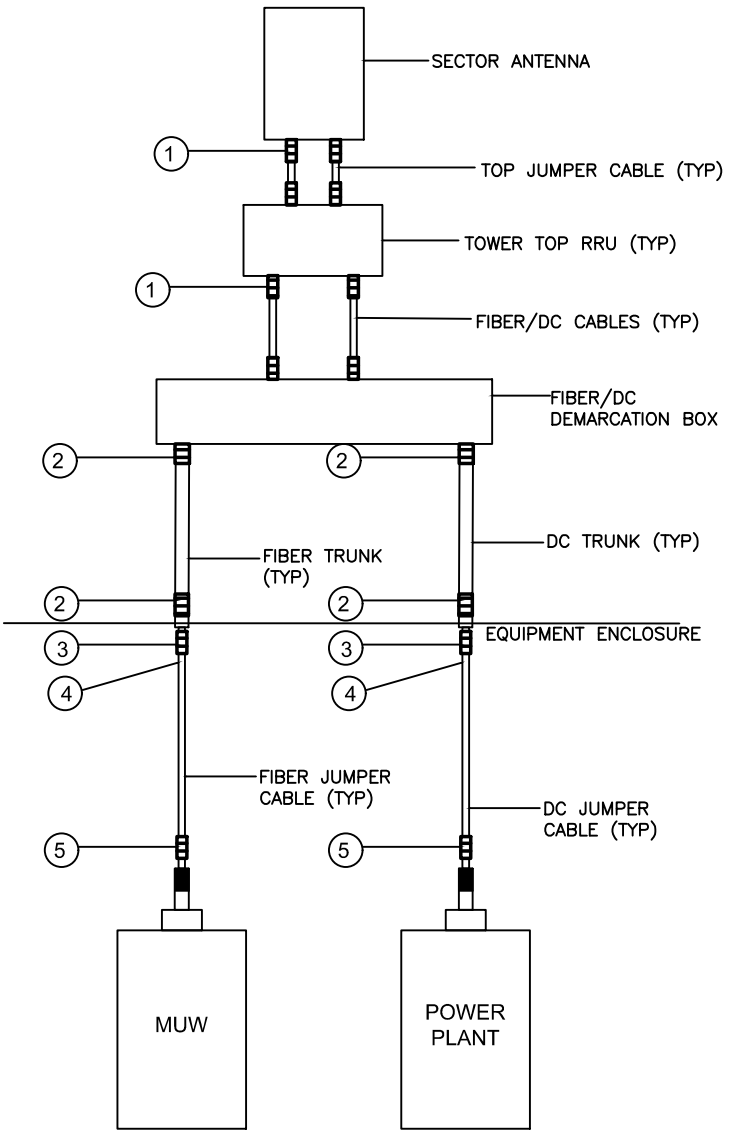 SECTOR ANTENNA
1
TOP JUMPER CABLE (TYP)
TOWER TOP RRU (TYP)
1
FIBER/DC CABLES (TYP)
FIBER/DC
DEMARCATION BOX
2
2
FIBER TRUNK
(TYP)
DC TRUNK (TYP)
2
2
EQUIPMENT ENCLOSURE
3
3
4
4
FIBER JUMPER
CABLE (TYP)
DC JUMPER
CABLE (TYP)
5
5
MUW
POWER
PLANT